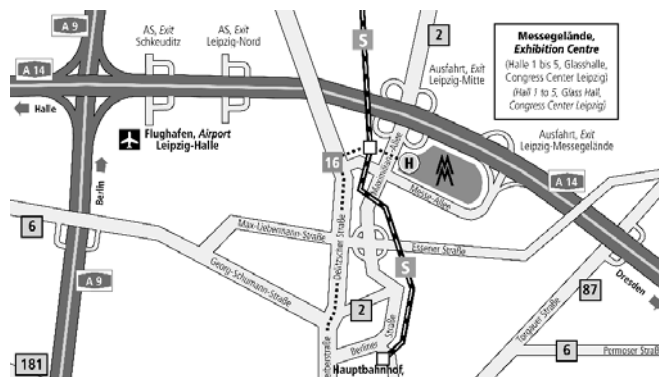 A 9
AS, Exit
Schkeuditz
AS, Exit
Leipzig-Nord
S
2
Messegelände,
Exhibition Centre
(Halle 1 bis 5, Glashalle,
Congress Center Leipzig)
(Hall 1 to 5, Glass Hall,
Congress Center Leipzig)
A 14
Ausfahrt, Exit
Leipzig-Mitte
Halle
Flughafen, Airport
Leipzig-Halle
Ausfahrt, Exit
Leipzig-Messegelände
16
H
Maximilian-Allee
Messe-Allee
A 14
Berlin
6
Max-Liebermann-Straße
Delitzscher Straße
Essener Straße
Georg-Schumann-Straße
S
A 9
Dresden
87
2
Torgauer Straße
Berliner
Straße
6
Permoser Straß
181
Hauptbahnhof,